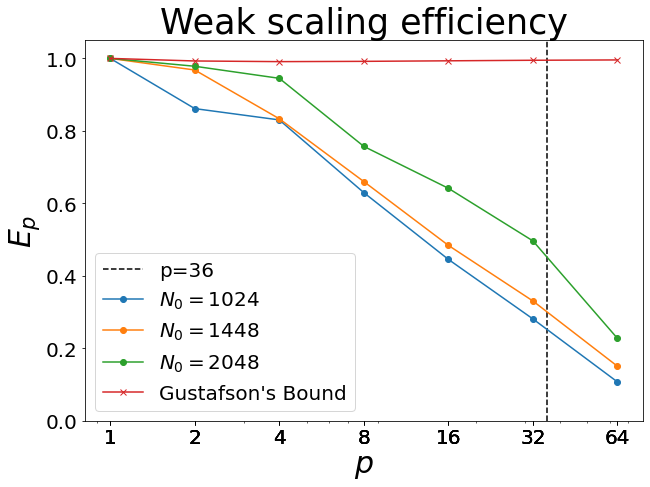 Weak scaling efficiency
E_p
1.0
0.8
0.6
0.4
0.2
0.0
p=36
N_0 = 1024
N_0 = 1448
N_0 = 2048
Gustafson's Bound
1 2 4 8 16 32 64
p